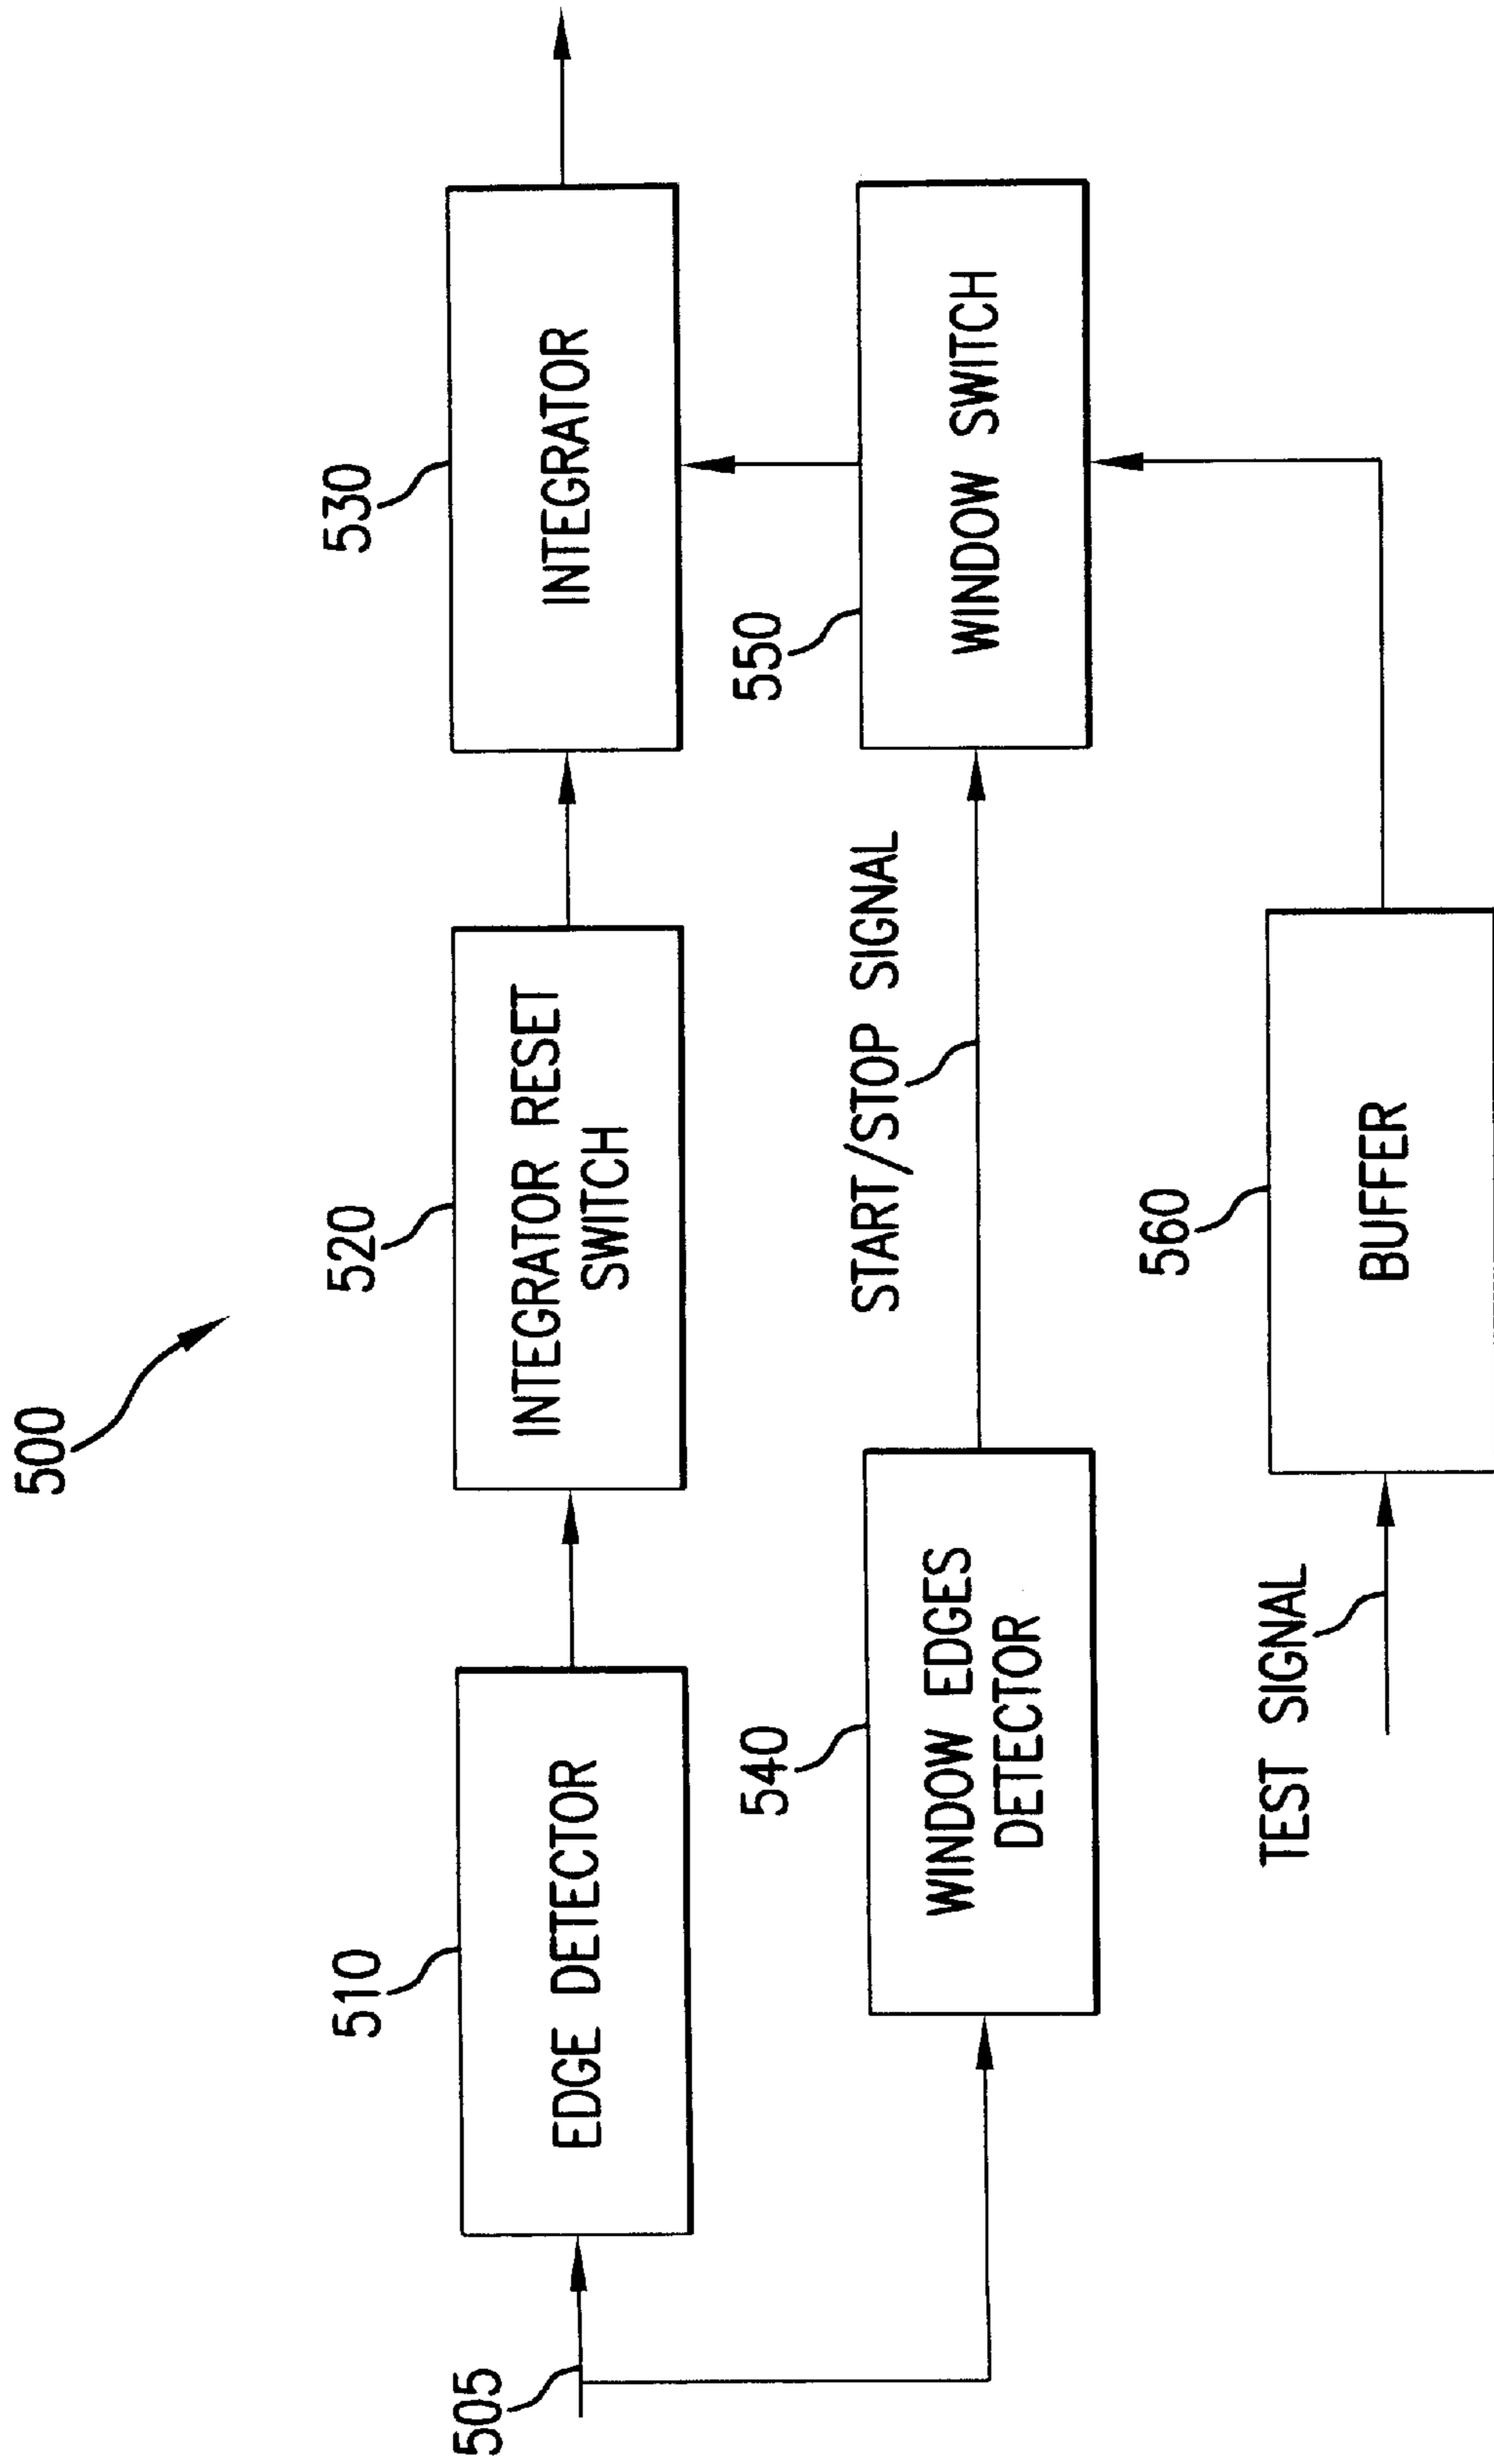 500
505
510
EDGE DETECTOR
520
INTEGRATOR RESET
SWITCH
530
INTEGRATOR
540
WINDOW EDGES
DETECTOR
START/STOP SIGNAL
550
WINDOW SWITCH
TEST SIGNAL
560
BUFFER